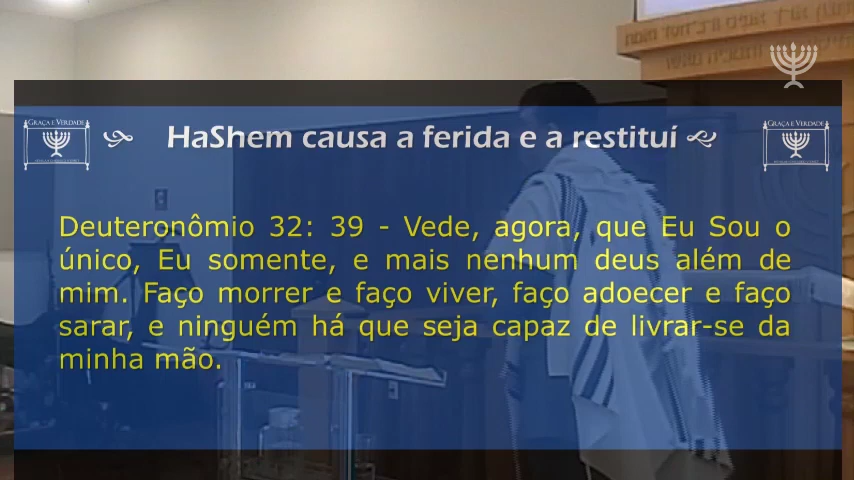 GRAÇA E VERDADE
GRAÇA E VERDADE
HaShem causa a ferida e a restituí
Deuteronômio 32: 39 - Vede, agora, que Eu Sou o
único, Eu somente, e mais nenhum deus além de
mim. Faço morrer e faço viver, faço adoecer e faço
sarar, e ninguém há que seja capaz de livrar-se da
minha mão.